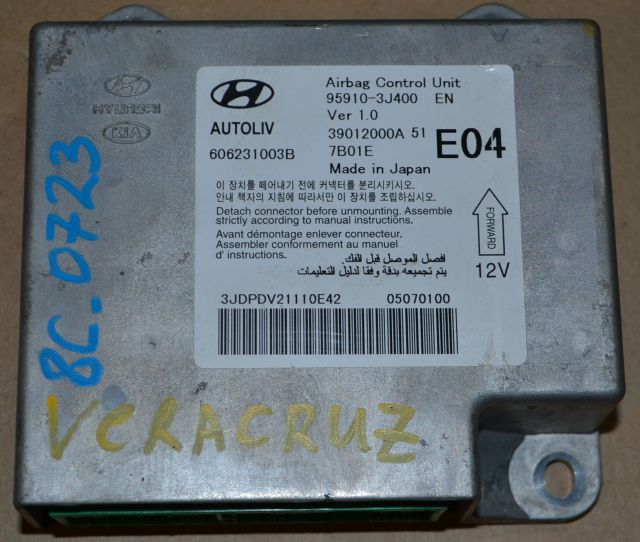 HYUNDAI
KIA
8C.0723
AUTOLIV
606231003B
Airbag Control Unit
95910-3J400 EN
Ver 1.0
39012000A 51
7B01E
E04
Made in Japan
이 장치를 떼어내기 전에 커넥터를 분리시키시오.
안내 책자의 지침에 따라서만 이 장치를 조립하십시오.
Detach connector before unmounting. Assemble
strictly according to manual instructions.
Avant démontage enlever connecteur.
Assembler conformement au manuel
d' instructions.
افصل الموصل قبل الفك.
يتم تجميعه بدقة وفقا لدليل التعليمات
FORWARD
12V
3JDPDV21110E42 05070100
VERACRUZ